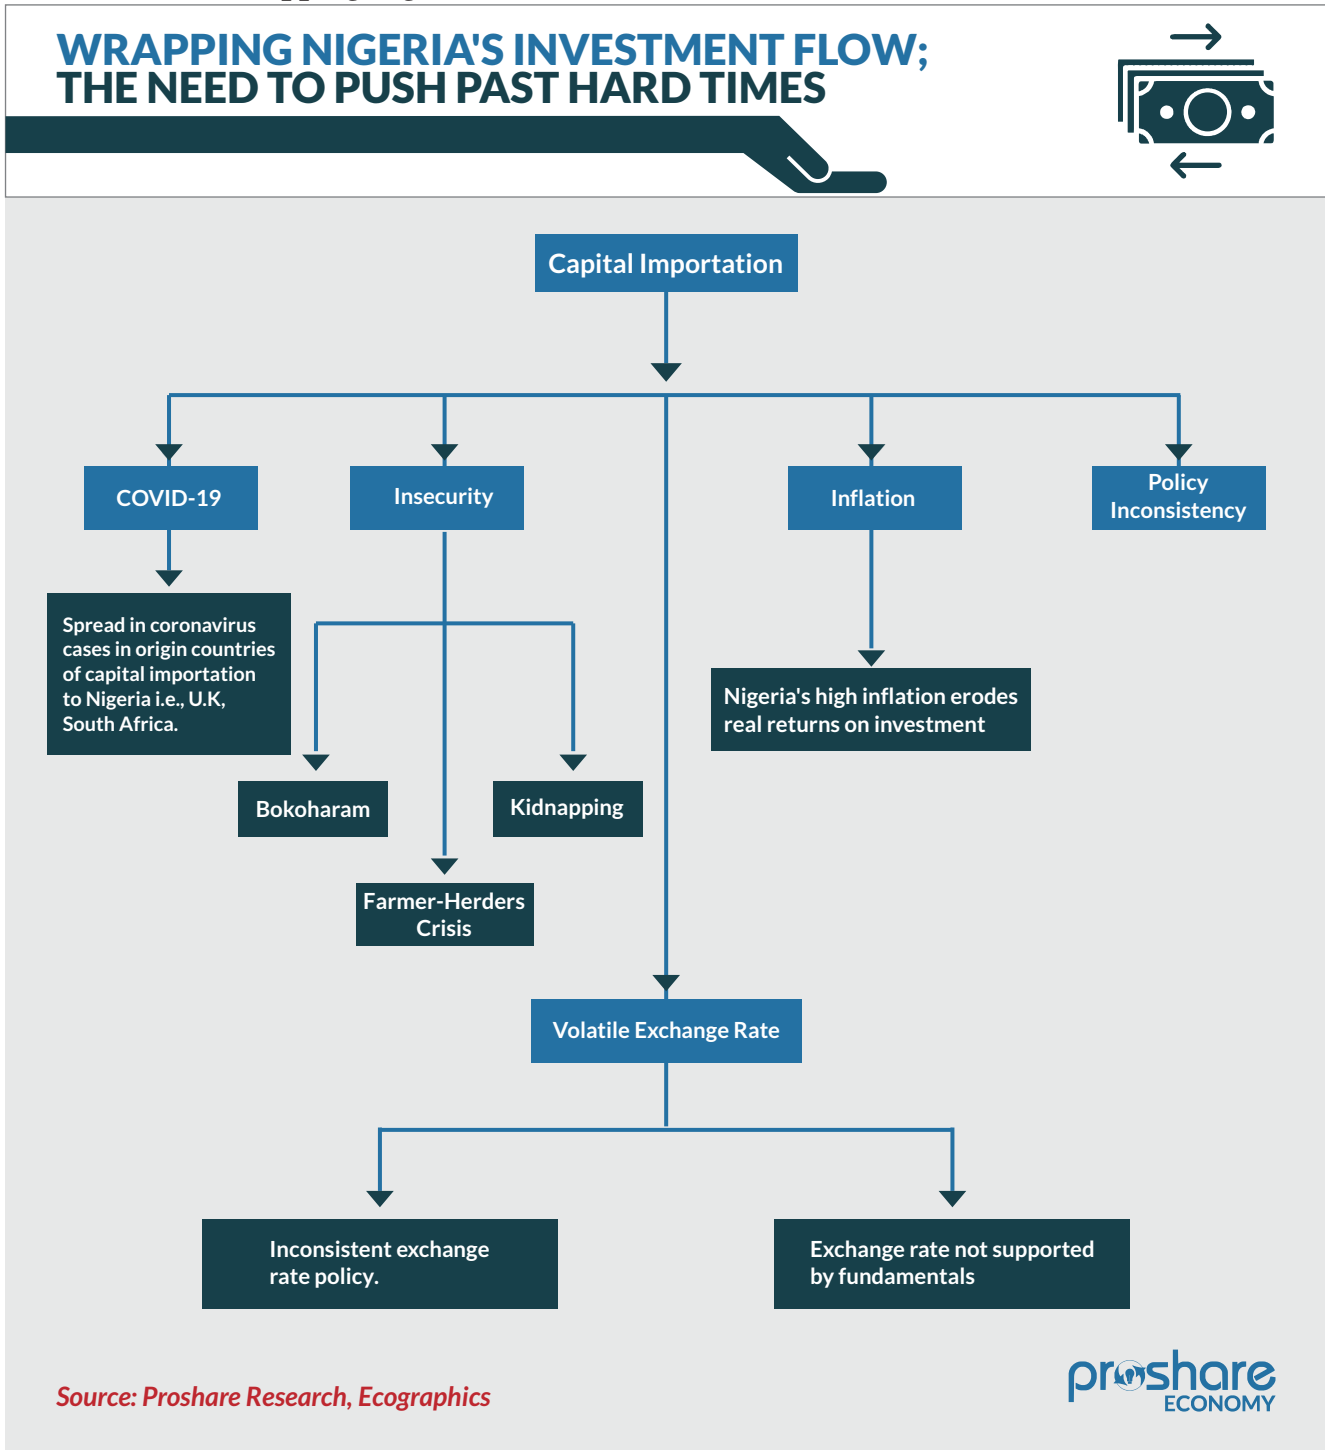 WRAPPING NIGERIA'S INVESTMENT FLOW;
THE NEED TO PUSH PAST HARD TIMES
Capital Importation
COVID-19
Insecurity
Inflation
Policy
Inconsistency
Spread in coronavirus
cases in origin countries
of capital importation
to Nigeria i.e., U.K,
South Africa.
Nigeria's high inflation erodes
real returns on investment
Bokoharam
Kidnapping
Farmer-Herders
Crisis
Volatile Exchange Rate
Inconsistent exchange
rate policy.
Exchange rate not supported
by fundamentals
Source: Proshare Research, Ecographics
proshare
ECONOMY